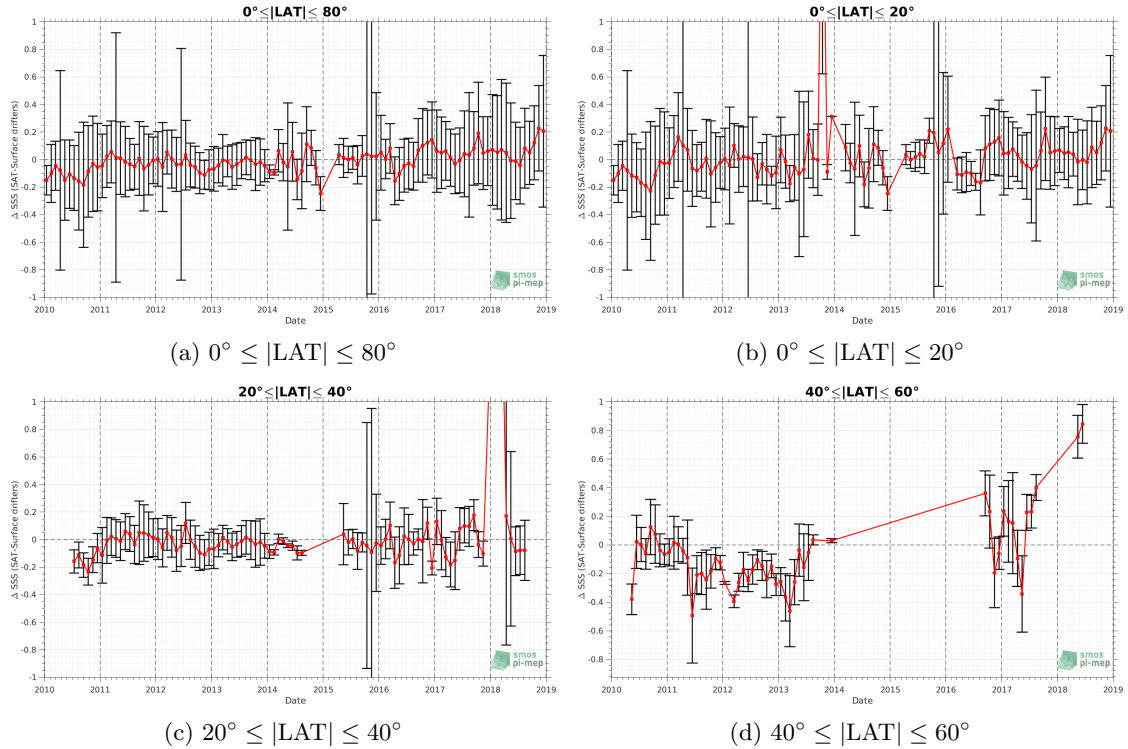 0°≤|LAT|≤ 80°
Δ SSS (SAT-Surface drifters)
1
0.8
0.6
0.4
0.2
0
-0.2
-0.4
-0.6
-0.8
-1
2010 2011 2012 2013 2014 2015 2016 2017 2018 2019
Date
smos
pi-mep
(a) 0° ≤ |LAT| ≤ 80°
0°≤|LAT|≤ 20°
Δ SSS (SAT-Surface drifters)
1
0.8
0.6
0.4
0.2
0
-0.2
-0.4
-0.6
-0.8
-1
2010 2011 2012 2013 2014 2015 2016 2017 2018 2019
Date
smos
pi-mep
(b) 0° ≤ |LAT| ≤ 20°
20°≤|LAT|≤ 40°
Δ SSS (SAT-Surface drifters)
1
0.8
0.6
0.4
0.2
0
-0.2
-0.4
-0.6
-0.8
-1
2010 2011 2012 2013 2014 2015 2016 2017 2018 2019
Date
smos
pi-mep
(c) 20° ≤ |LAT| ≤ 40°
40°≤|LAT|≤ 60°
Δ SSS (SAT-Surface drifters)
1
0.8
0.6
0.4
0.2
0
-0.2
-0.4
-0.6
-0.8
2010 2011 2012 2013 2014 2015 2016 2017 2018 2019
Date
smos
pi-mep
(d) 40° ≤ |LAT| ≤ 60°